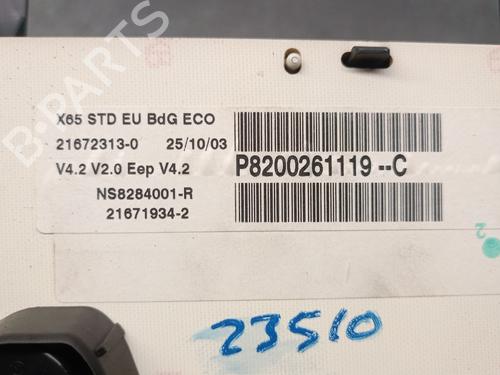 X65 STD EU BdG ECO
21672313-0 25/10/03
V4.2 V2.0 Eep V4.2
P8200261119--C
NS8284001-R
21671934-2
2
23510
B-PARTS